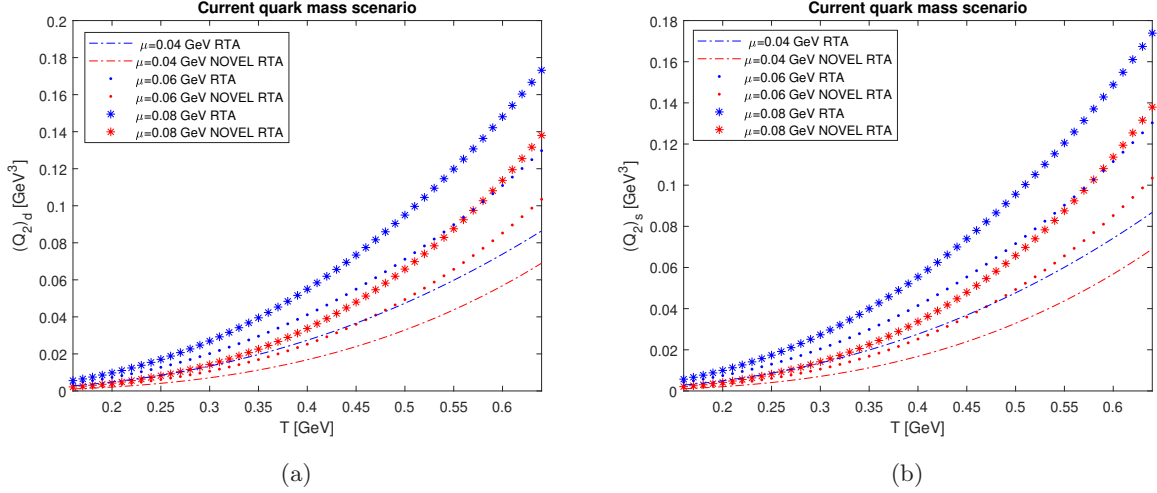 Current quark mass scenario
0.2
0.18
0.16
0.14
0.12
0.1
0.08
0.06
0.04
0.02
0
(Q₂)d [GeV³]
μ=0.04 GeV RTA
μ=0.04 GeV NOVEL RTA
μ=0.06 GeV RTA
μ=0.06 GeV NOVEL RTA
μ=0.08 GeV RTA
μ=0.08 GeV NOVEL RTA
0.2 0.25 0.3 0.35 0.4 0.45 0.5 0.55 0.6
T [GeV]
(a)
Current quark mass scenario
0.18
0.16
0.14
0.12
0.1
0.08
0.06
0.04
0.02
0
(Q₂)s [GeV³]
μ=0.04 GeV RTA
μ=0.04 GeV NOVEL RTA
μ=0.06 GeV RTA
μ=0.06 GeV NOVEL RTA
μ=0.08 GeV RTA
μ=0.08 GeV NOVEL RTA
0.2 0.25 0.3 0.35 0.4 0.45 0.5 0.55 0.6
T [GeV]
(b)